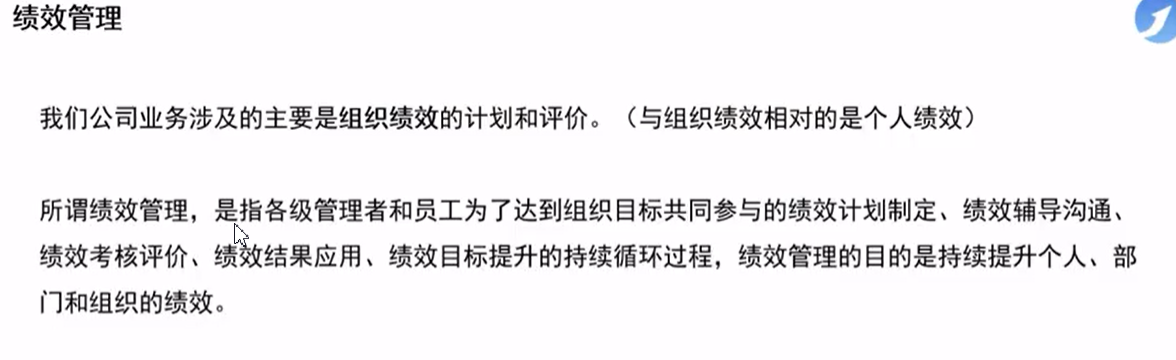 绩效管理
我们公司业务涉及的主要是组织绩效的计划和评价。（与组织绩效相对的是个人绩效）
所谓绩效管理，是指各级管理者和员工为了达到组织目标共同参与的绩效计划制定、绩效辅导沟通、
绩效考核评价、绩效结果应用、绩效目标提升的持续循环过程，绩效管理的目的是持续提升个人、部
门和组织的绩效。